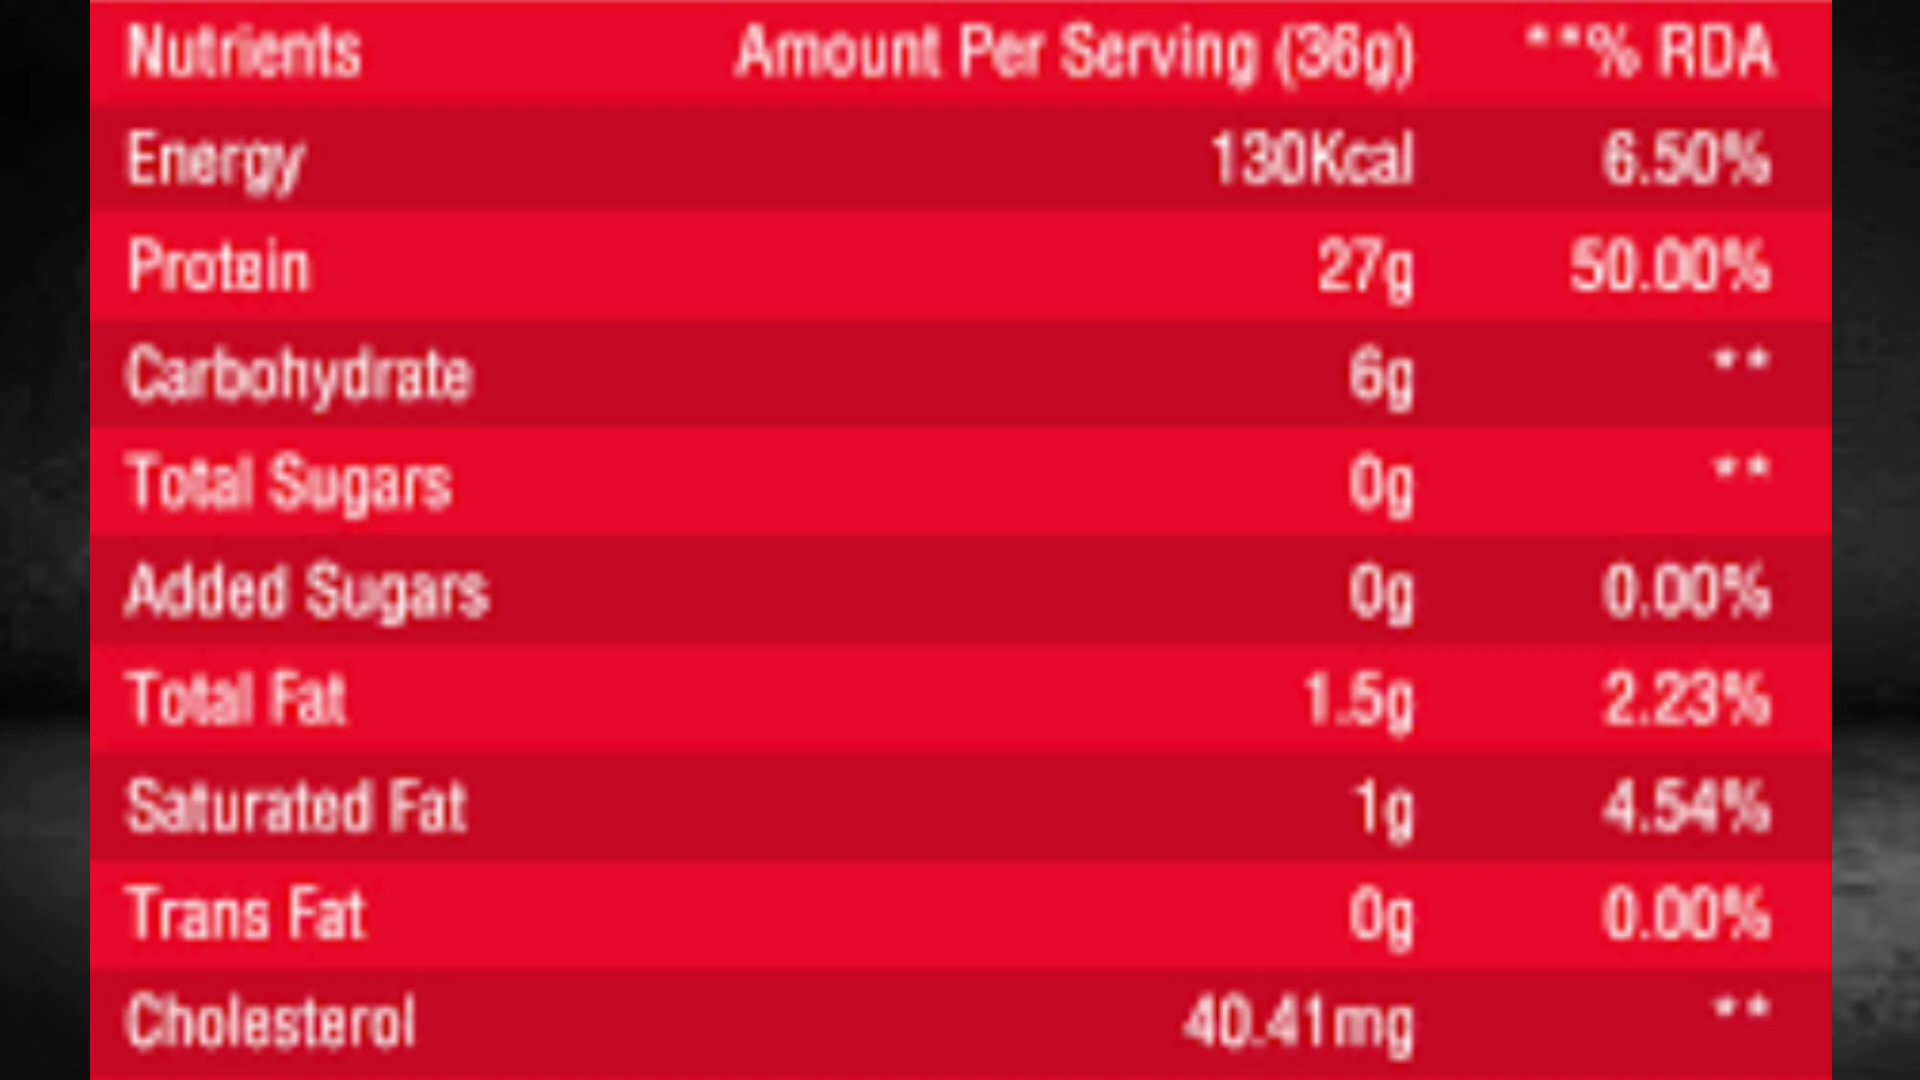 Nutrients Amount Per Serving (36g) **% RDA
Energy 130Kcal 6.50%
Protein 27g 50.00%
Carbohydrate 6g **
Total Sugars 0g **
Added Sugars 0g 0.00%
Total Fat 1.5g 2.23%
Saturated Fat 1g 4.54%
Trans Fat 0g 0.00%
Cholesterol 40.41mg **